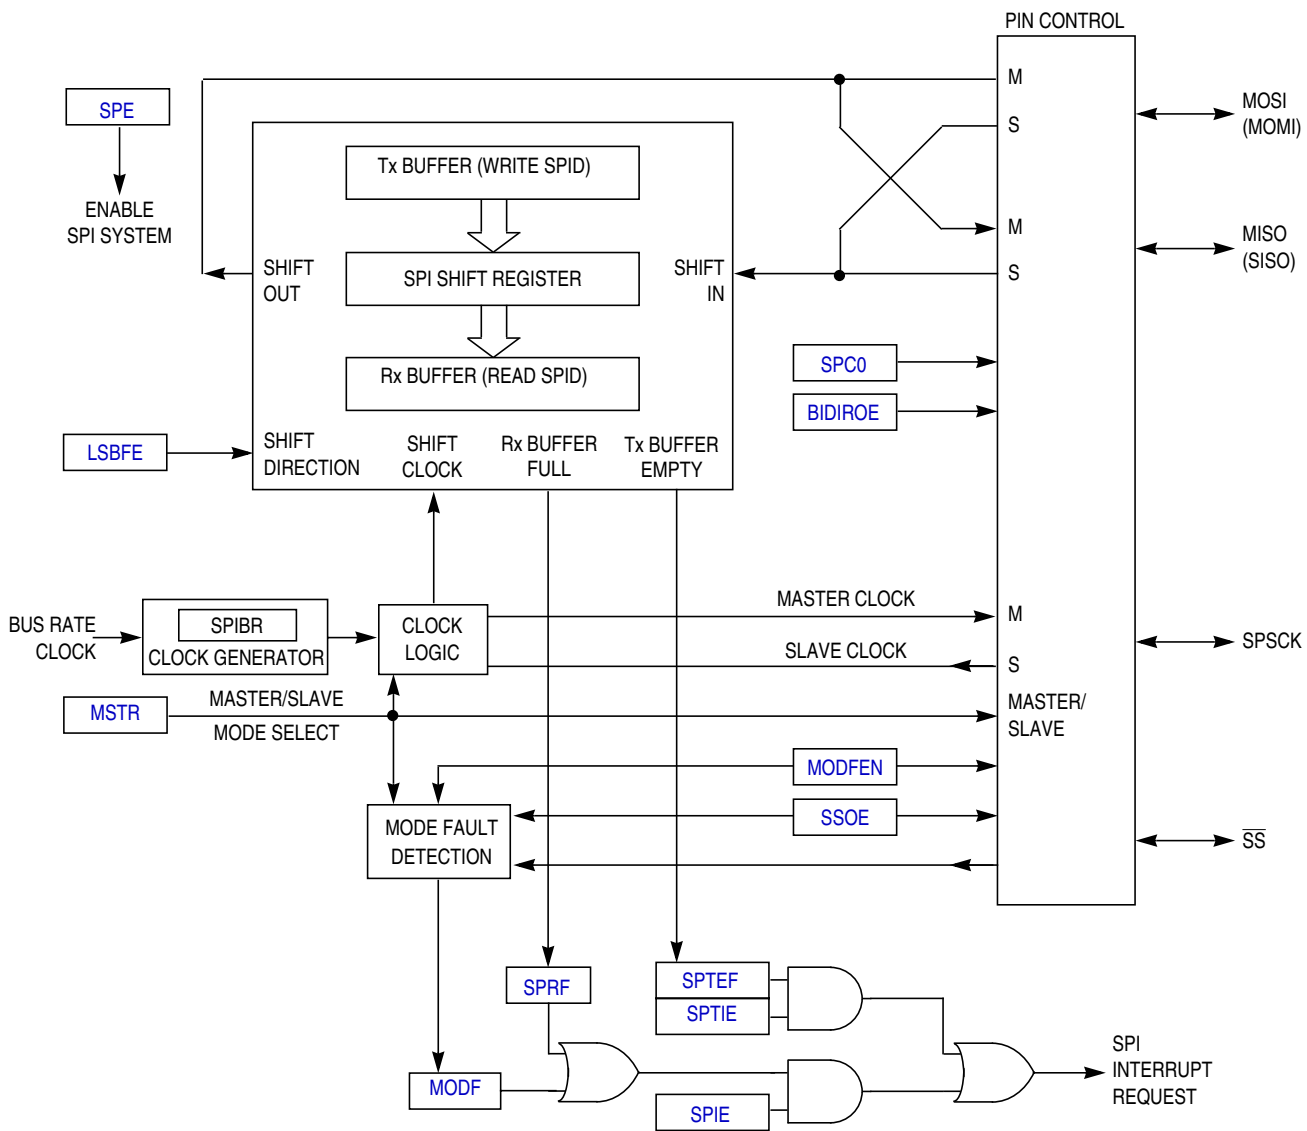 PIN CONTROL
M
SPE
MOSI
(MOMI)
S
Tx BUFFER (WRITE SPID)
ENABLE
SPI SYSTEM
M
MISO
(SISO)
SHIFT
OUT
SPI SHIFT REGISTER
SHIFT
IN
S
SPC0
Rx BUFFER (READ SPID)
BIDIROE
LSBFE
SHIFT
DIRECTION
SHIFT
CLOCK
Rx BUFFER
FULL
Tx BUFFER
EMPTY
MASTER CLOCK
M
BUS RATE
CLOCK
SPIBR
CLOCK GENERATOR
CLOCK
LOGIC
SPSCK
SLAVE CLOCK
S
MSTR
MASTER/SLAVE
MODE SELECT
MASTER/
SLAVE
MODFEN
SSOE
MODE FAULT
DETECTION
SS
SPRF
SPTEF
SPTIE
SPI
INTERRUPT
REQUEST
MODF
SPIE